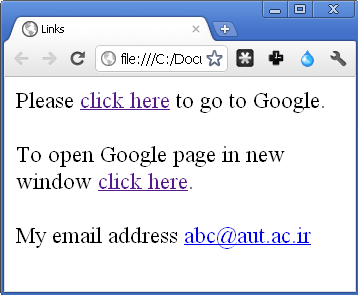 Links
file:///C:/Docu
Please click here to go to Google.
To open Google page in new
window click here.
My email address abc@aut.ac.ir